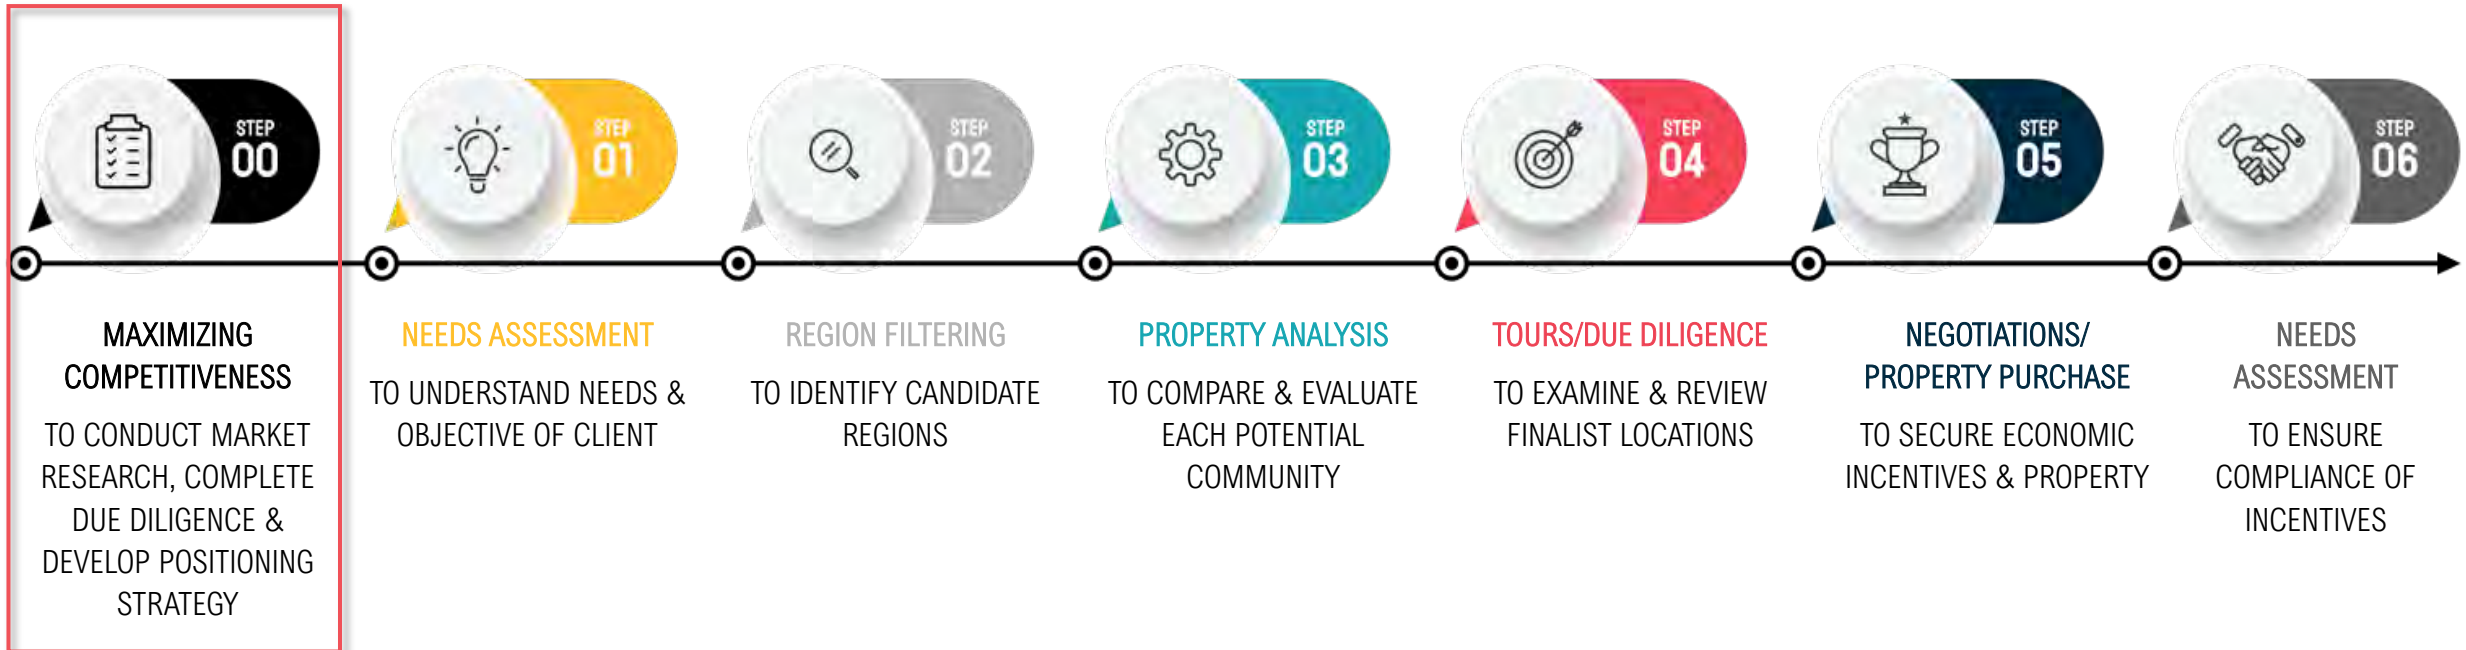 STEP
00
MAXIMIZING
COMPETITIVENESS
TO CONDUCT MARKET
RESEARCH, COMPLETE
DUE DILIGENCE &
DEVELOP POSITIONING
STRATEGY
STEP
01
NEEDS ASSESSMENT
TO UNDERSTAND NEEDS &
OBJECTIVE OF CLIENT
STEP
02
REGION FILTERING
TO IDENTIFY CANDIDATE
REGIONS
STEP
03
PROPERTY ANALYSIS
TO COMPARE & EVALUATE
EACH POTENTIAL
COMMUNITY
STEP
04
TOURS/DUE DILIGENCE
TO EXAMINE & REVIEW
FINALIST LOCATIONS
STEP
05
NEGOTIATIONS/
PROPERTY PURCHASE
TO SECURE ECONOMIC
INCENTIVES & PROPERTY
STEP
06
NEEDS
ASSESSMENT
TO ENSURE
COMPLIANCE OF
INCENTIVES